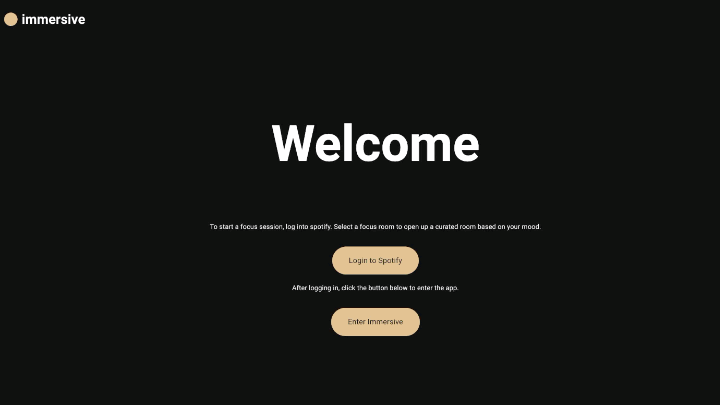 immersive
Welcome
To start a focus session, log into spotify. Select a focus room to open up a curated room based on your mood.
Login to Spotify
After logging in, click the button below to enter the app.
Enter Immersive